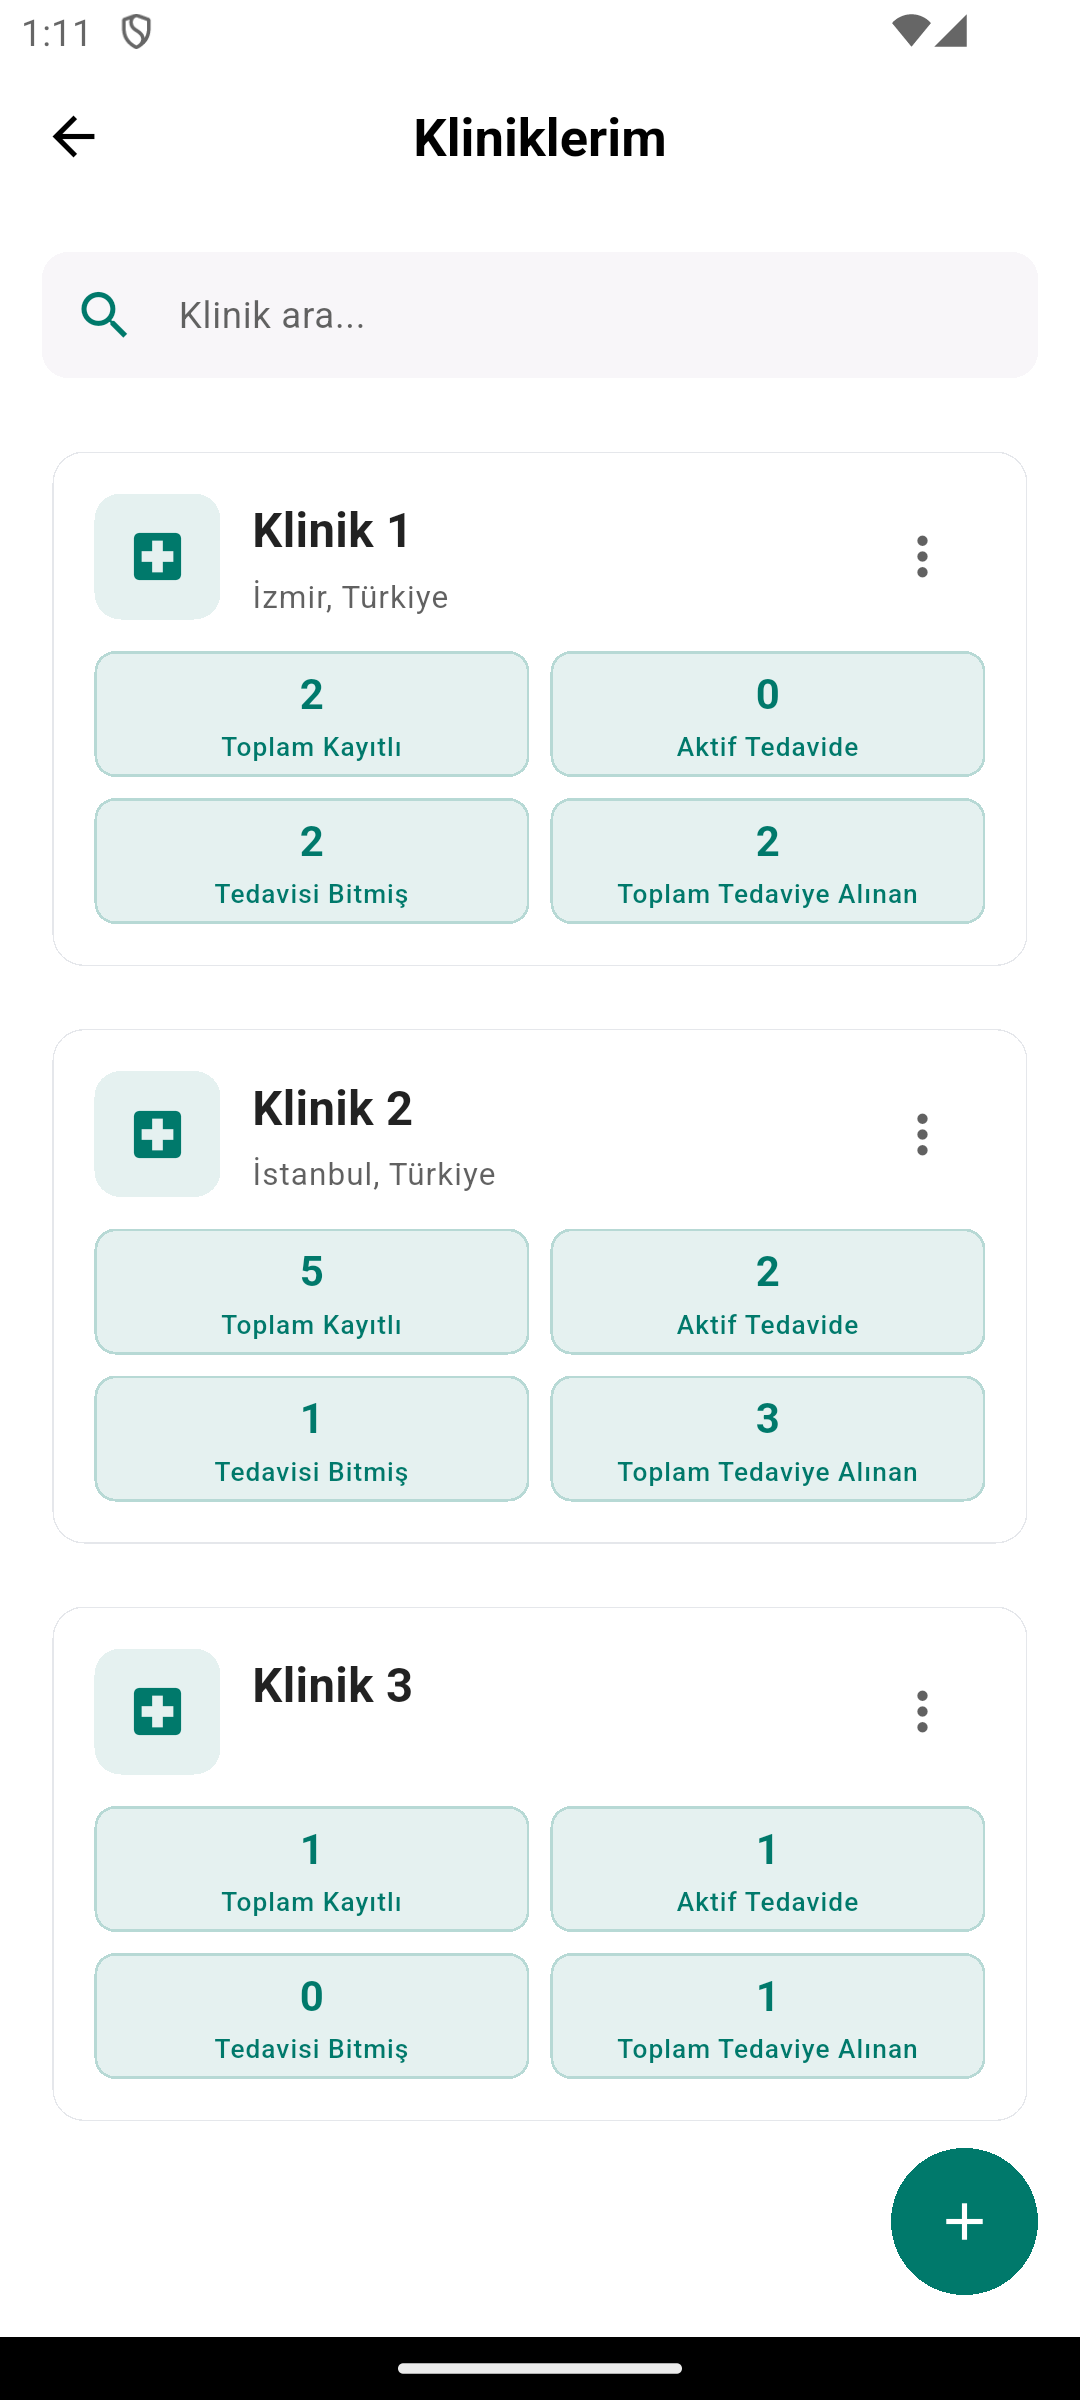 1:11
Kliniklerim
Klinik ara...
Klinik 1
İzmir, Türkiye
2
Toplam Kayıtlı
0
Aktif Tedavide
2
Tedavisi Bitmiş
2
Toplam Tedaviye Alınan
Klinik 2
İstanbul, Türkiye
5
Toplam Kayıtlı
2
Aktif Tedavide
1
Tedavisi Bitmiş
3
Toplam Tedaviye Alınan
Klinik 3
1
Toplam Kayıtlı
1
Aktif Tedavide
0
Tedavisi Bitmiş
1
Toplam Tedaviye Alınan